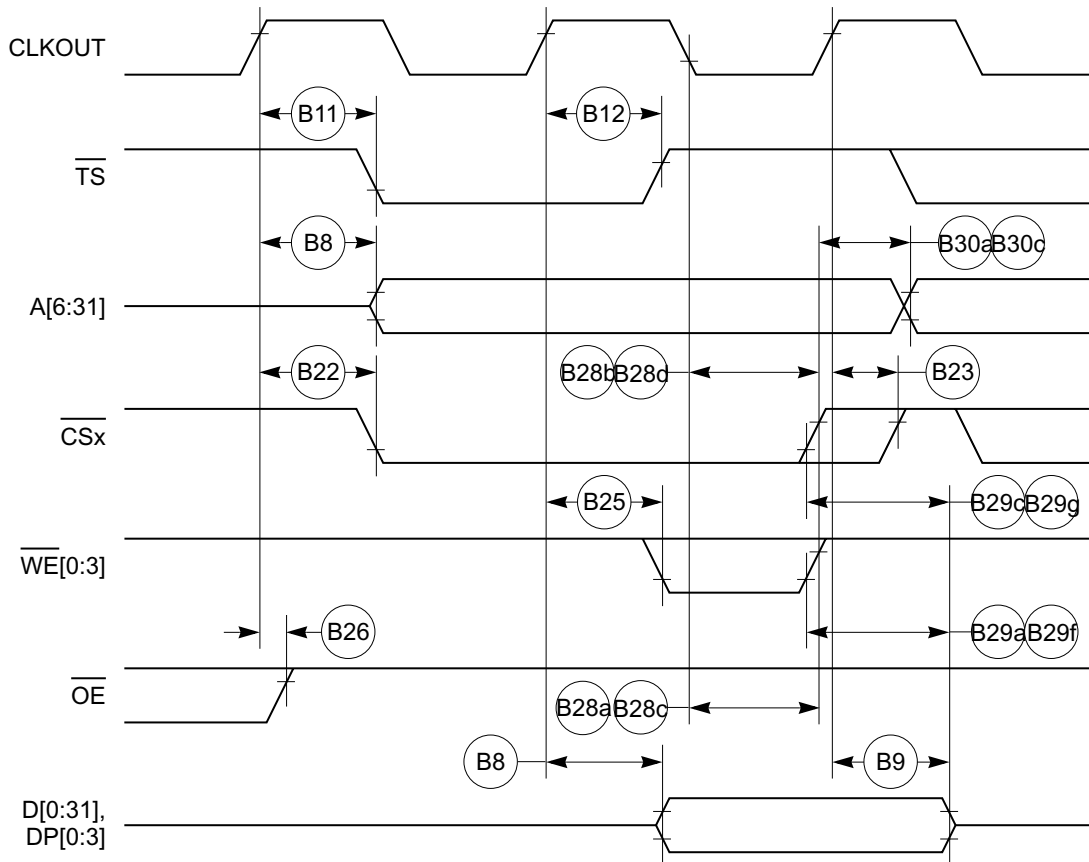 CLKOUT
B11
B12
TS
B8
B30a B30c
A[6:31]
B22
B28b B28d
B23
CSx
B25
B29c B29g
WE[0:3]
B26
B29a B29f
OE
B28a B28c
B8
B9
D[0:31],
DP[0:3]